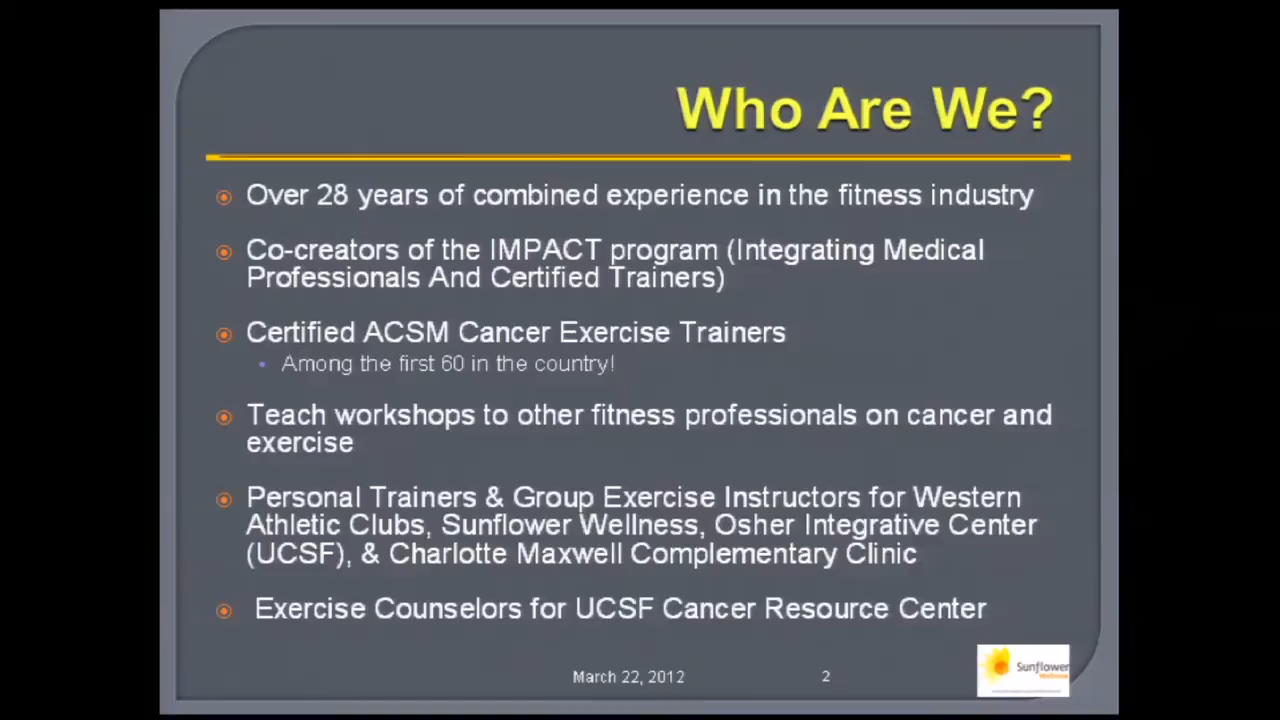 Who Are We?
Over 28 years of combined experience in the fitness industry
Co-creators of the IMPACT program (Integrating Medical
Professionals And Certified Trainers)
Certified ACSM Cancer Exercise Trainers
Among the first 60 in the country!
Teach workshops to other fitness professionals on cancer and
exercise
Personal Trainers & Group Exercise Instructors for Western
Athletic Clubs, Sunflower Wellness, Osher Integrative Center
(UCSF), & Charlotte Maxwell Complementary Clinic
Exercise Counselors for UCSF Cancer Resource Center
March 22, 2012
2
Sunflower